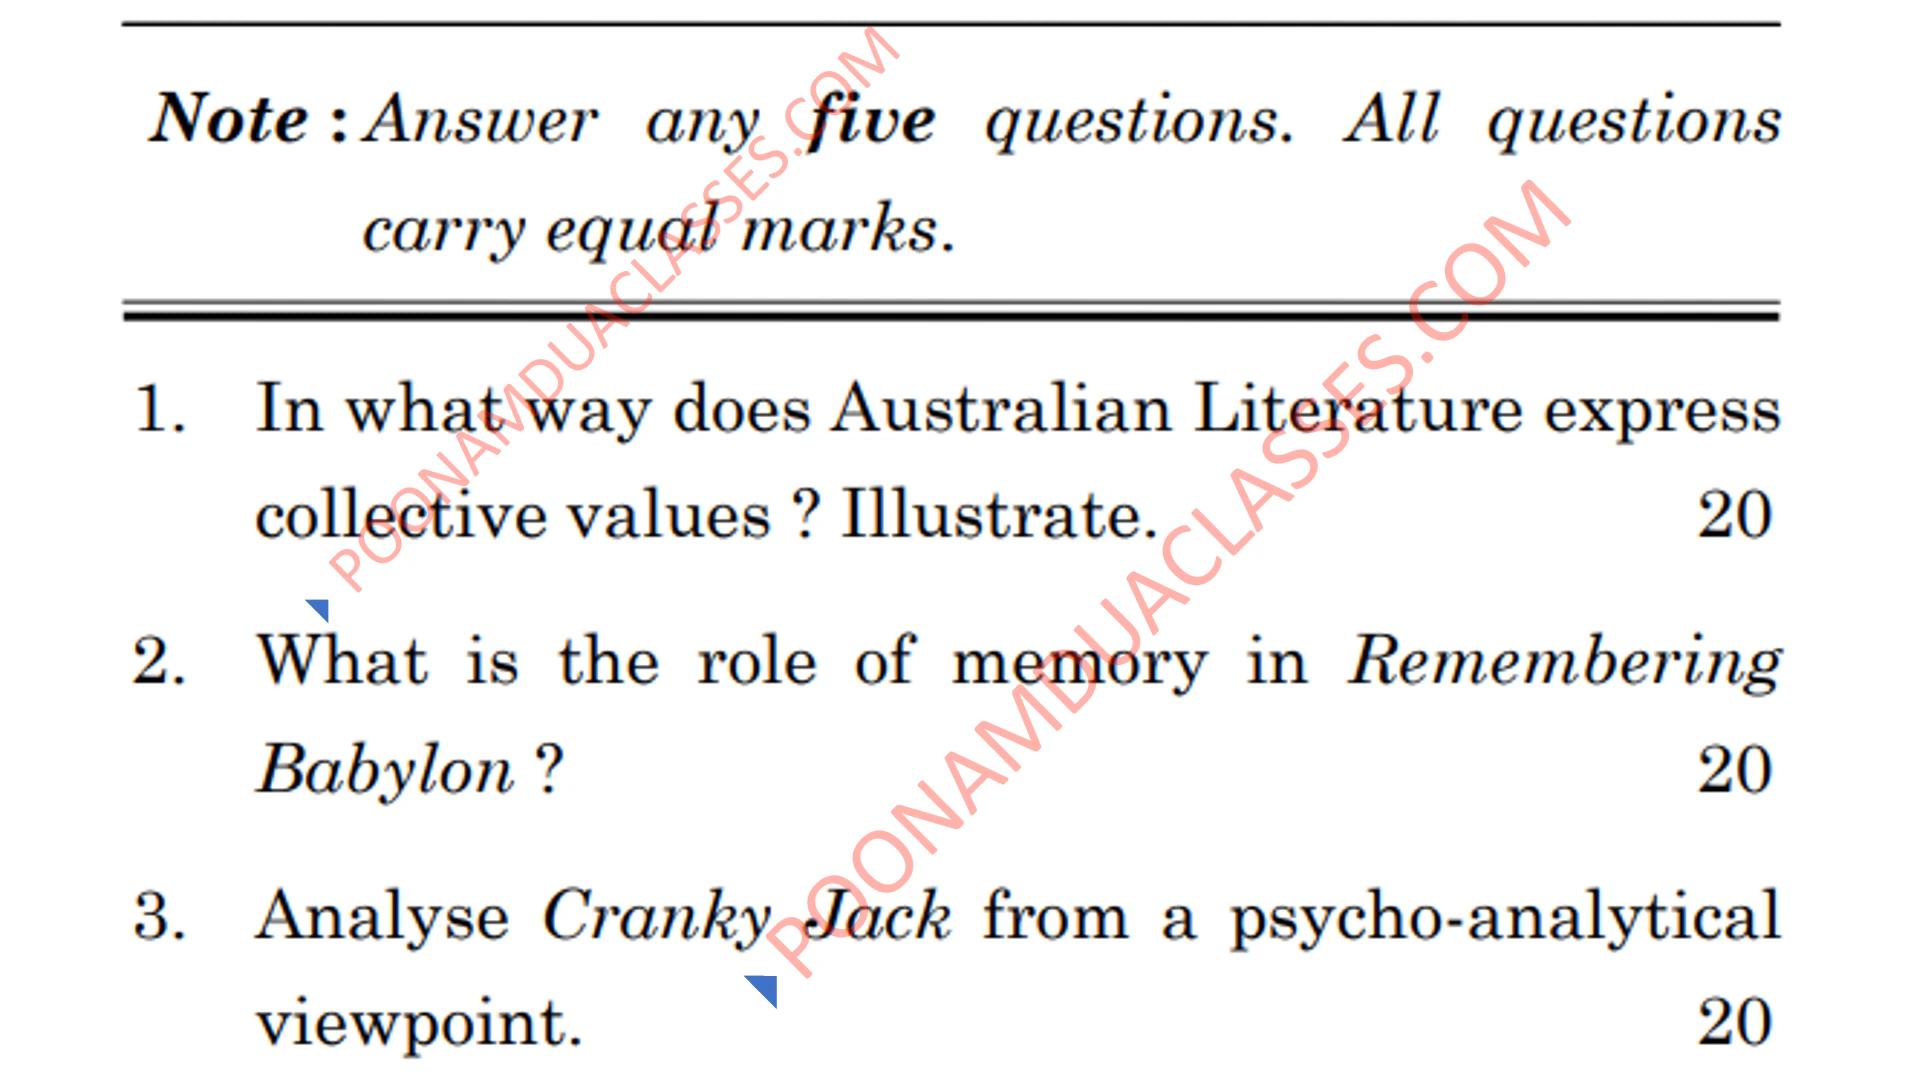 Note : Answer any five questions. All questions
carry equal marks.
1. In what way does Australian Literature express
collective values ? Illustrate. 20
2. What is the role of memory in Remembering
Babylon ? 20
3. Analyse Cranky Jack from a psycho-analytical
viewpoint. 20
POONAMDUACLASSES.COM
POONAMDUACLASSES.COM